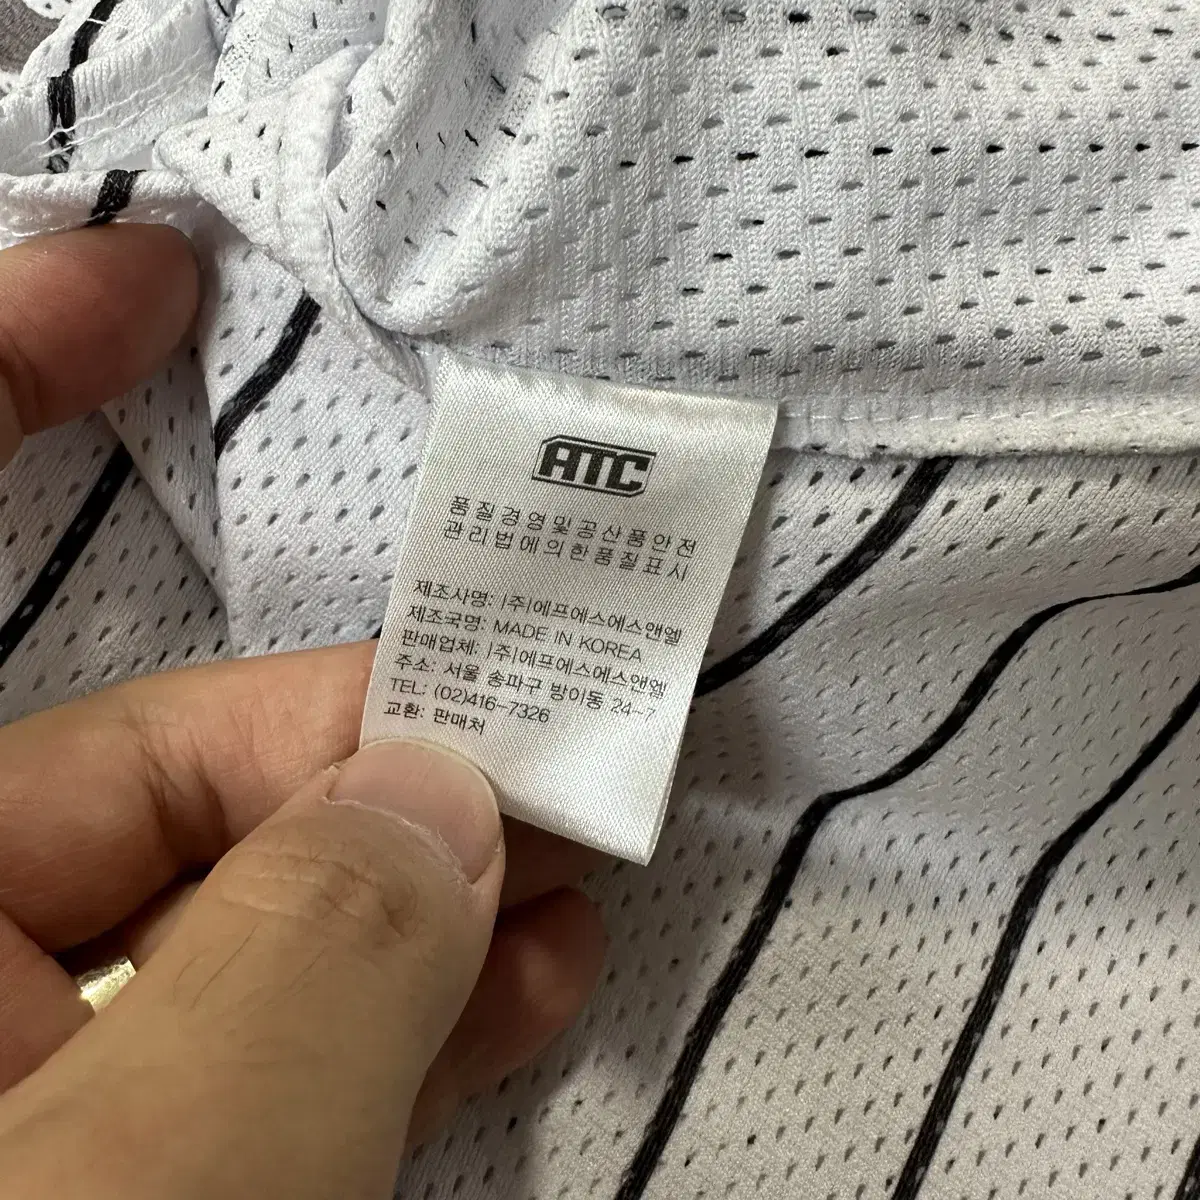 ATC
품질경영및공산품안전
관리법에의한품질표시
제조사명: |주|에프에스에스앤엘
제조국명: MADE IN KOREA
판매업체: |주|에프에스에스앤엘
주소: 서울 송파구 방이동 24-7
TEL: (02)416-7326
교환: 판매처